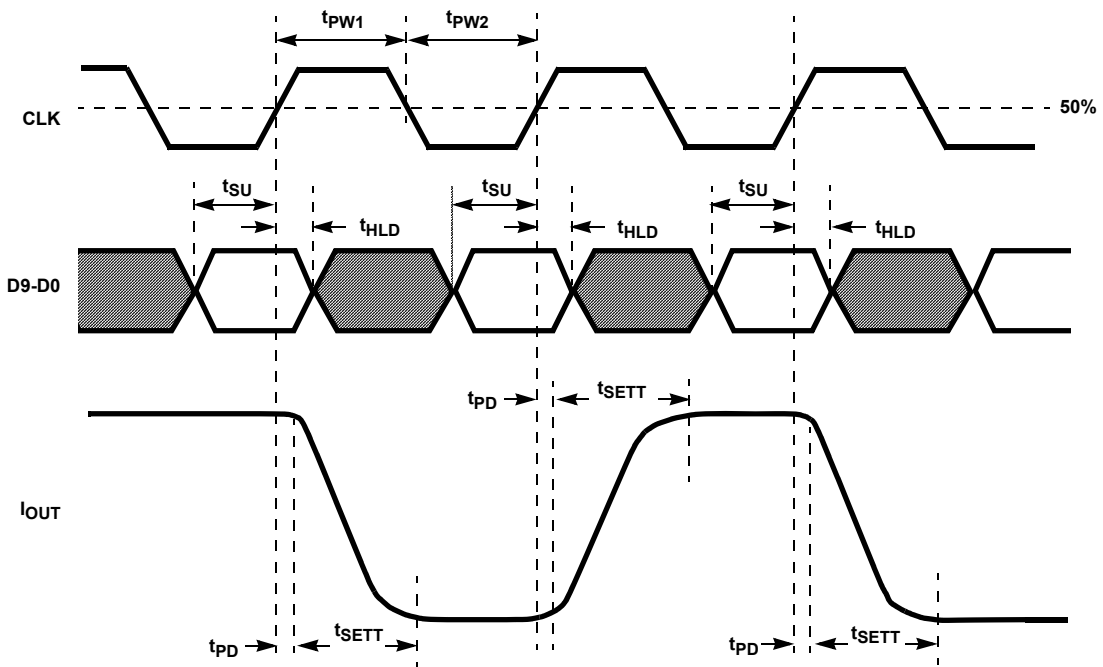 tPW1 tPW2
CLK
50%
tSU tSU tSU
tHLD tHLD tHLD
D9-D0
tPD tSETT
IOUT
tPD tSETT tPD tSETT